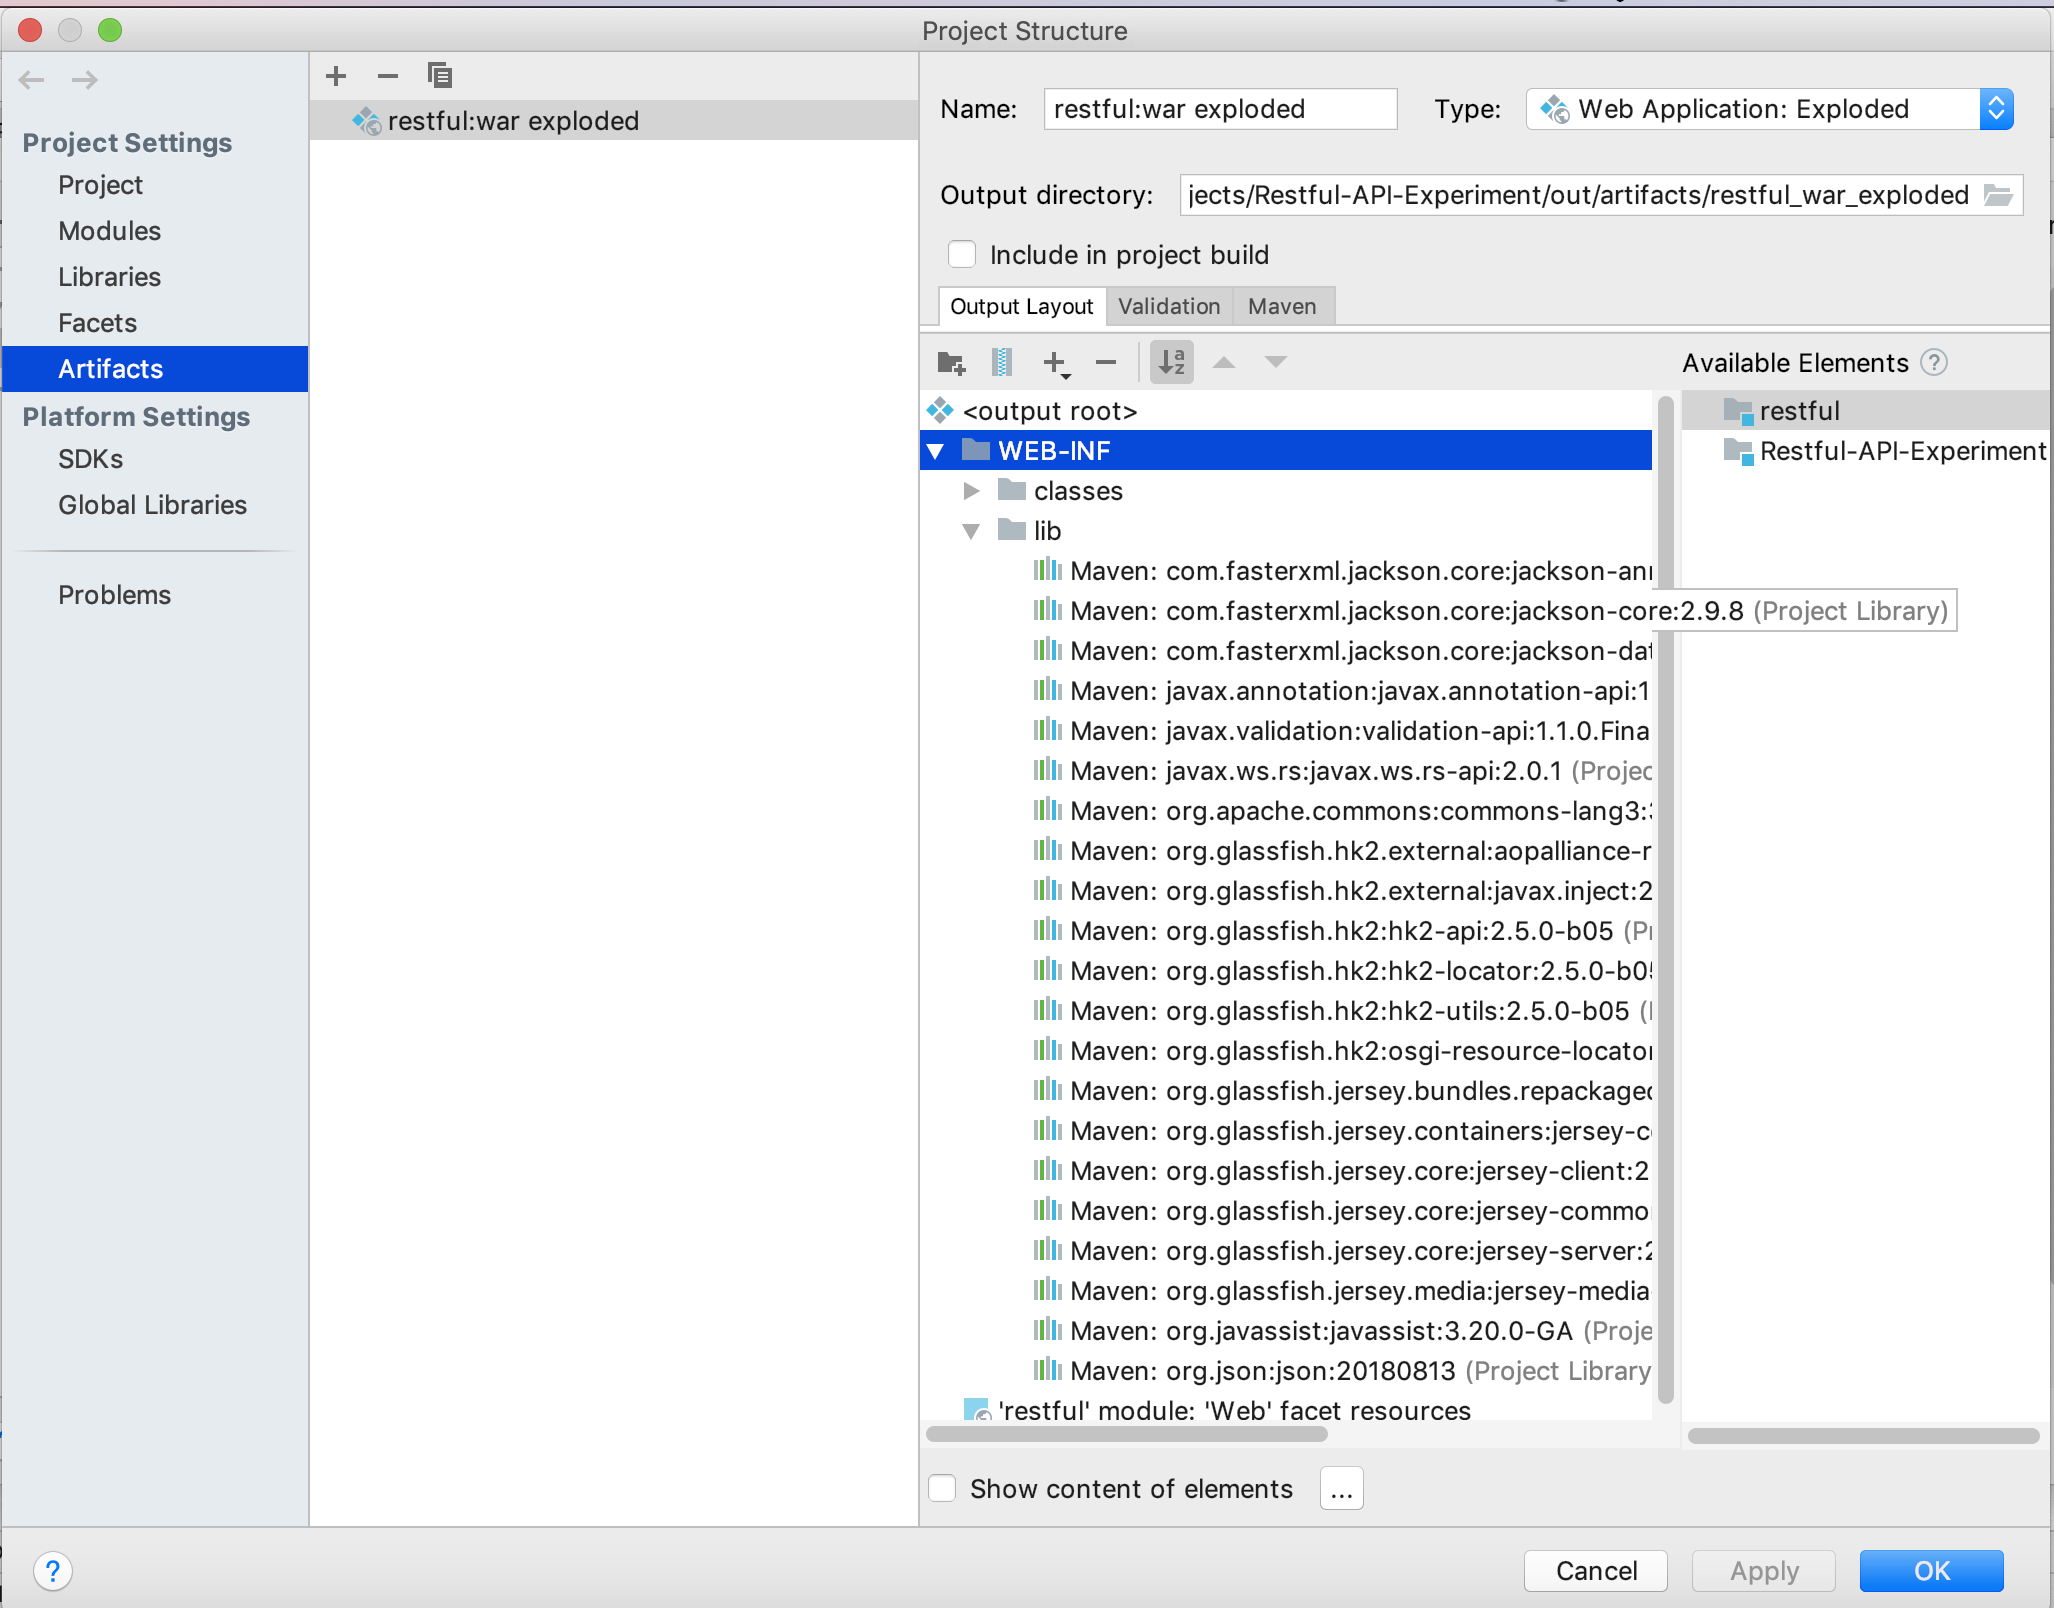 Project Structure
Project Settings
Project
Modules
Libraries
Facets
Artifacts
Platform Settings
SDKs
Global Libraries
Problems
restful:war exploded
Name: restful:war exploded Type: Web Application: Exploded
Output directory: jects/Restful-API-Experiment/out/artifacts/restful_war_exploded
Include in project build
Output Layout Validation Maven
Available Elements ?
<output root>
WEB-INF
classes
lib
Maven: com.fasterxml.jackson.core:jackson-an
Maven: com.fasterxml.jackson.core:jackson-core:2.9.8 (Project Library)
Maven: com.fasterxml.jackson.core:jackson-dat
Maven: javax.annotation:javax.annotation-api:1
Maven: javax.validation:validation-api:1.1.0.Fina
Maven: javax.ws.rs:javax.ws.rs-api:2.0.1 (Projec
Maven: org.apache.commons:commons-lang3:
Maven: org.glassfish.hk2.external:aopalliance-r
Maven: org.glassfish.hk2.external:javax.inject:2
Maven: org.glassfish.hk2:hk2-api:2.5.0-b05 (P
Maven: org.glassfish.hk2:hk2-locator:2.5.0-b05
Maven: org.glassfish.hk2:hk2-utils:2.5.0-b05 (
Maven: org.glassfish.hk2:osgi-resource-locator
Maven: org.glassfish.jersey.bundles.repackaged
Maven: org.glassfish.jersey.containers:jersey-c
Maven: org.glassfish.jersey.core:jersey-client:2
Maven: org.glassfish.jersey.core:jersey-commo
Maven: org.glassfish.jersey.core:jersey-server:2
Maven: org.glassfish.jersey.media:jersey-media
Maven: org.javassist:javassist:3.20.0-GA (Proje
Maven: org.json:json:20180813 (Project Library
'restful' module: 'Web' facet resources
restful
Restful-API-Experiment
Show content of elements ...
? Cancel Apply OK